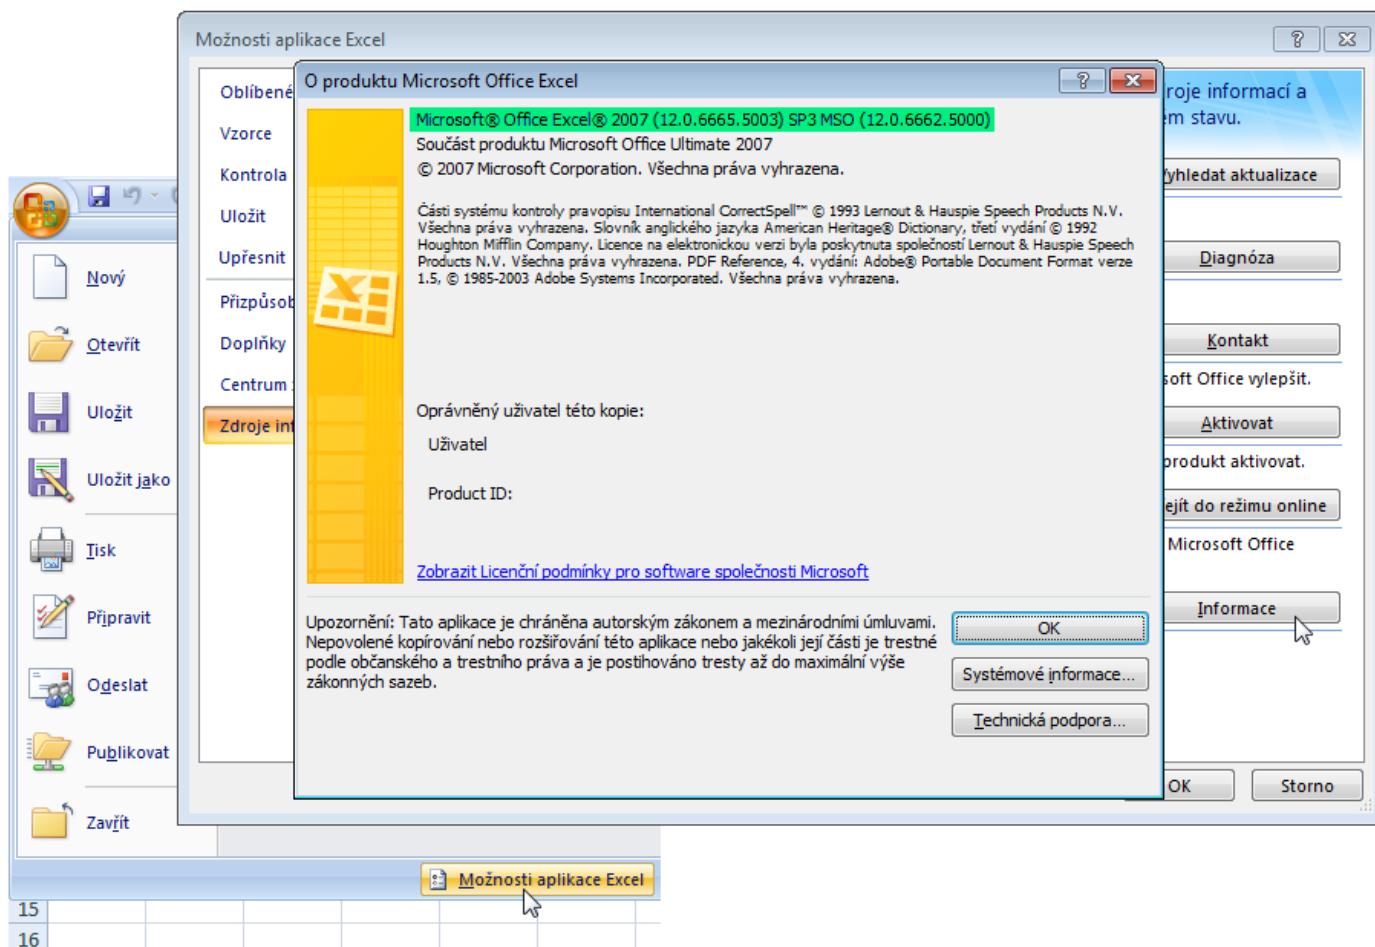 Možnosti aplikace Excel
O produktu Microsoft Office Excel
Oblíbené
Vzorce
Kontrola
Uložit
Upřesnit
Přizpůsob
Doplňky
Centrum
Zdroje inf
Microsoft® Office Excel® 2007 (12.0.6665.5003) SP3 MSO (12.0.6662.5000)
Součást produktu Microsoft Office Ultimate 2007
© 2007 Microsoft Corporation. Všechna práva vyhrazena.
Části systému kontroly pravopisu International CorrectSpell™ © 1993 Lernout & Hauspie Speech Products N.V.
Všechna práva vyhrazena. Slovník anglického jazyka American Heritage® Dictionary, třetí vydání © 1992
Houghton Mifflin Company. Licence na elektronickou verzi byla poskytnuta společností Lernout & Hauspie Speech
Products N.V. Všechna práva vyhrazena. PDF Reference, 4. vydání: Adobe® Portable Document Format verze
1.5, © 1985-2003 Adobe Systems Incorporated. Všechna práva vyhrazena.
Oprávněný uživatel této kopie:
Uživatel
Product ID:
Zobrazit Licenční podmínky pro software společnosti Microsoft
Upozornění: Tato aplikace je chráněna autorským zákonem a mezinárodními úmluvami.
Nepovolené kopírování nebo rozšiřování této aplikace nebo jakékoli její části je trestné
podle občanského a trestního práva a je postihováno tresty až do maximální výše
zákonných sazeb.
OK
Systémové informace...
Technická podpora...
roje informací a
m stavu.
yhledat aktualizace
Diagnóza
Kontakt
soft Office vylepšit.
Aktivovat
produkt aktivovat.
ejít do režimu online
Microsoft Office
Informace
OK
Storno
Nový
Otevřít
Uložit
Uložit jako
Tisk
Připravit
Odeslat
Publikovat
Zavřít
Možnosti aplikace Excel
15
16